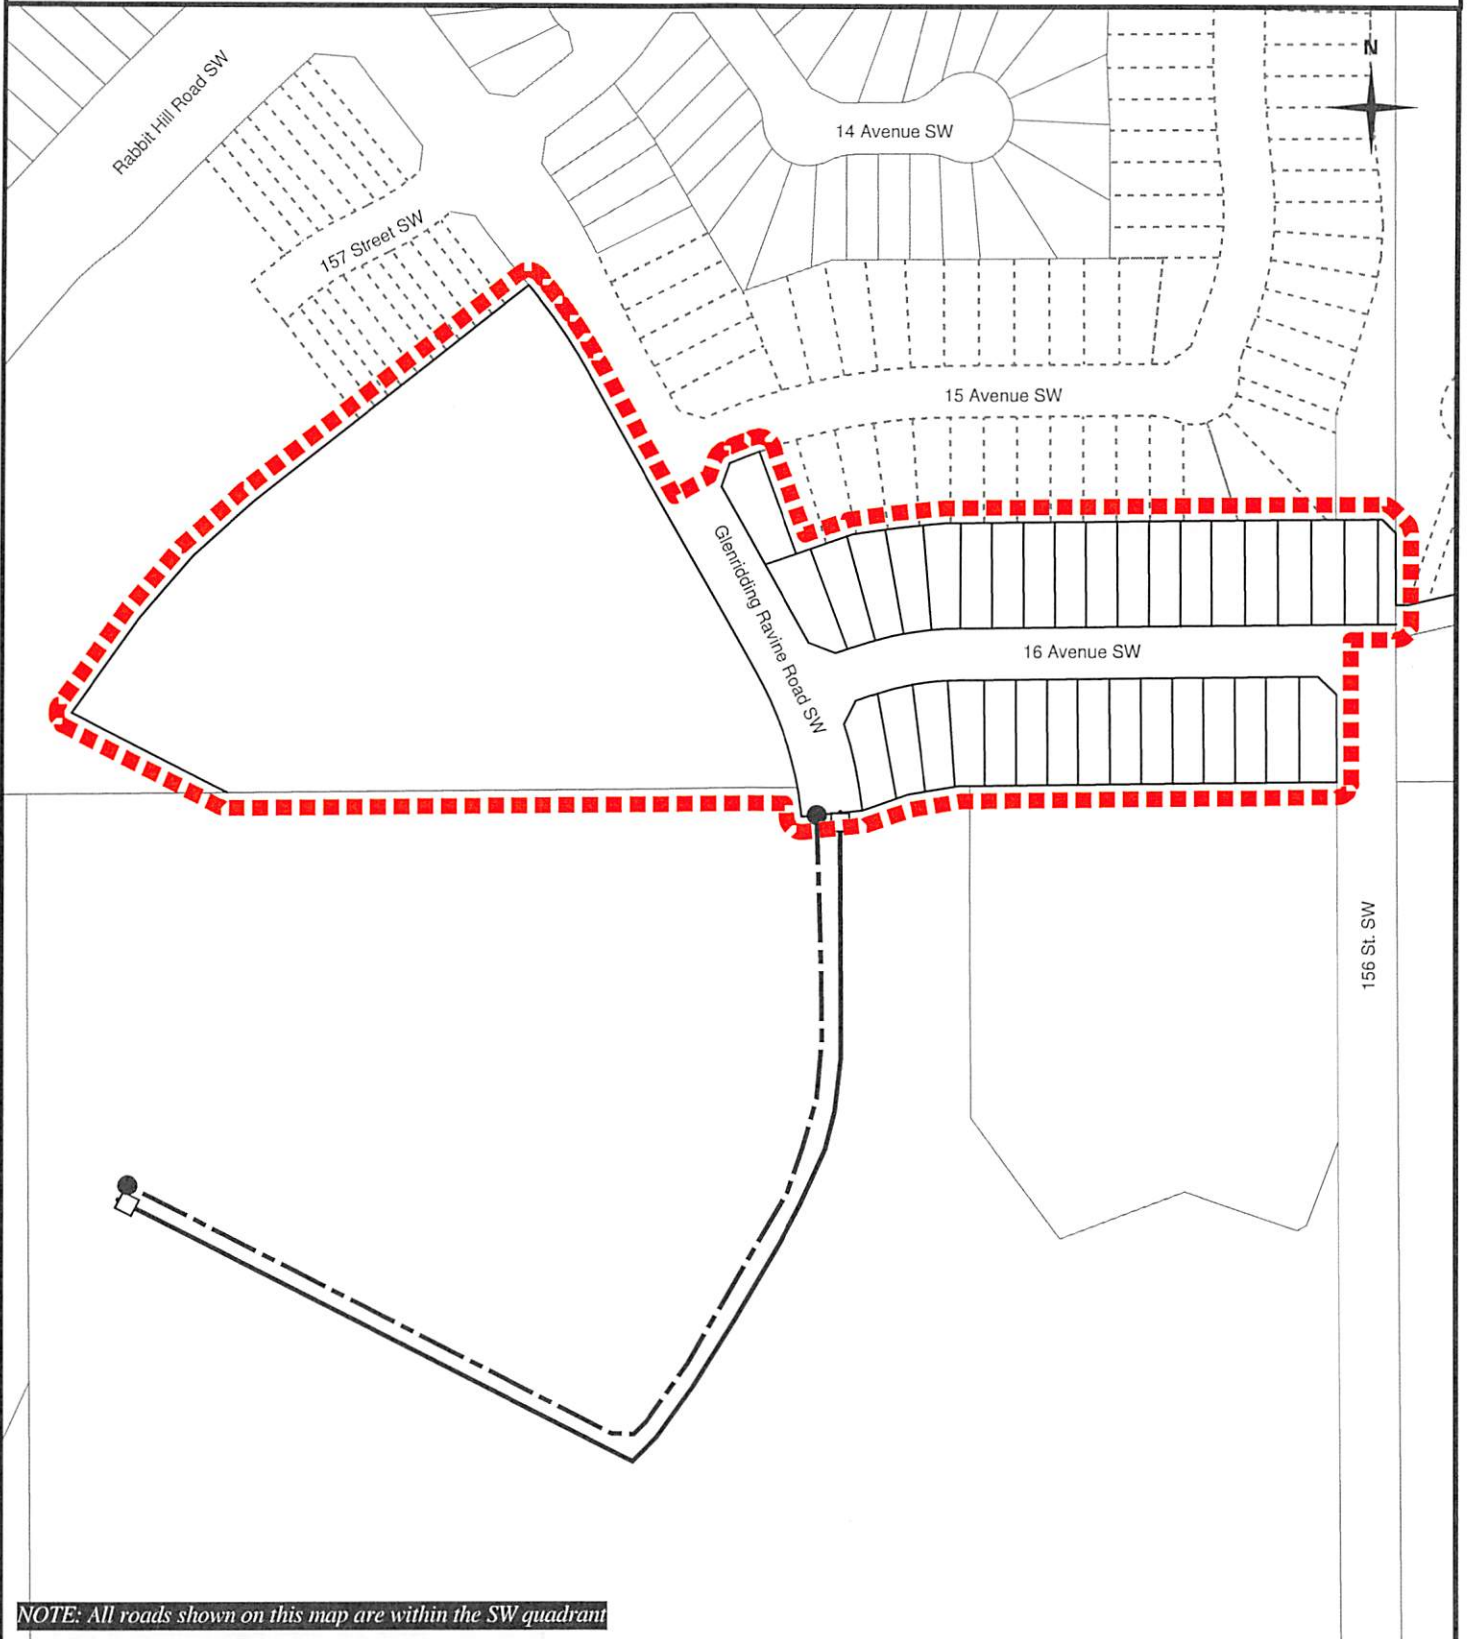 N
Rabbit Hill Road SW
14 Avenue SW
157 Street SW
15 Avenue SW
Glenridding Ravine Road SW
16 Avenue SW
156 St. SW
NOTE: All roads shown on this map are within the SW quadrant